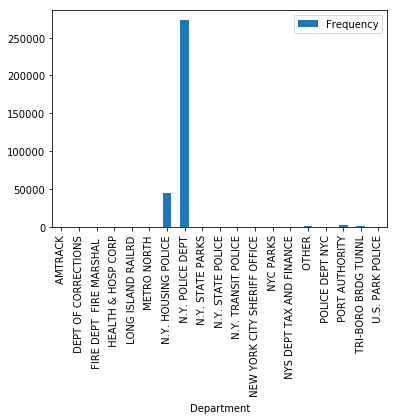 Frequency
250000
200000
150000
100000
50000
0
AMTRACK
DEPT OF CORRECTIONS
FIRE DEPT  FIRE MARSHAL
HEALTH & HOSP CORP
LONG ISLAND RAILRD
METRO NORTH
N.Y. HOUSING POLICE
N.Y. POLICE DEPT
N.Y. STATE PARKS
N.Y. STATE POLICE
N.Y. TRANSIT POLICE
NEW YORK CITY SHERIFF OFFICE
NYC PARKS
NYS DEPT TAX AND FINANCE
OTHER
POLICE DEPT NYC
PORT AUTHORITY
TRI-BORO BRDG TUNNL
U.S. PARK POLICE
Department